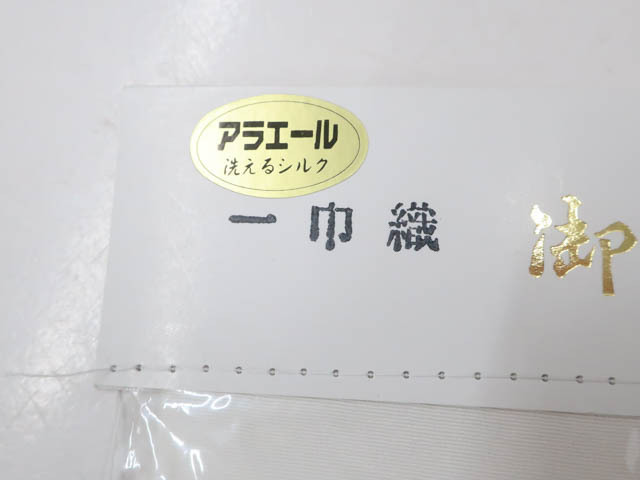 アラエール
洗えるシルク
一巾織
御